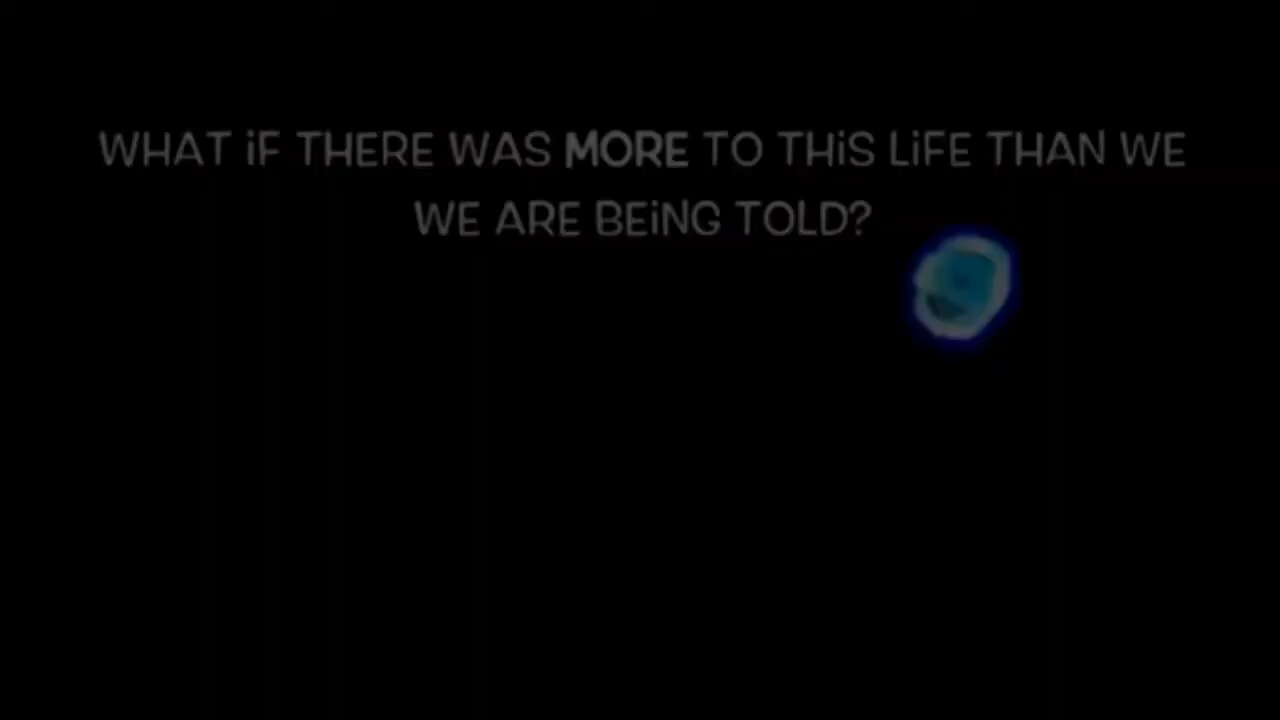 WHAT iF THERE WAS MORE TO THiS LiFE THAN WE
WE ARE BEiNG TOLD?